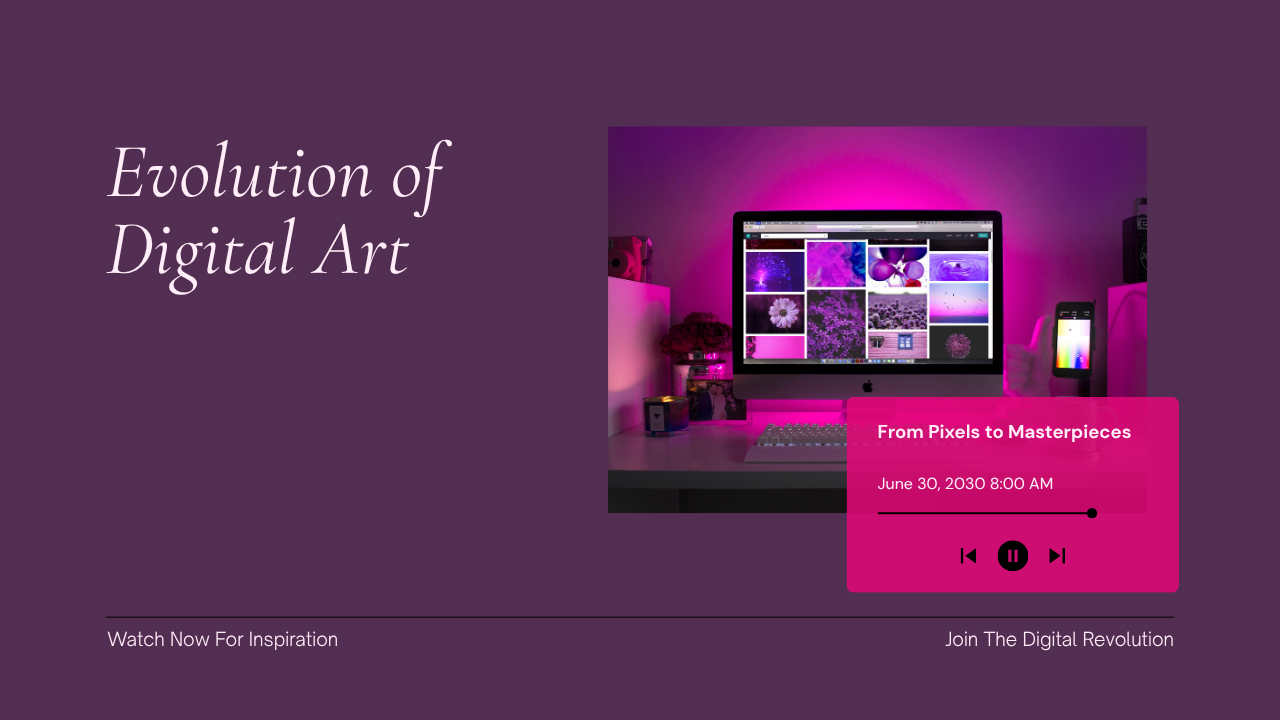 Evolution of
Digital Art
From Pixels to Masterpieces
June 30, 2030 8:00 AM
Watch Now For Inspiration
Join The Digital Revolution